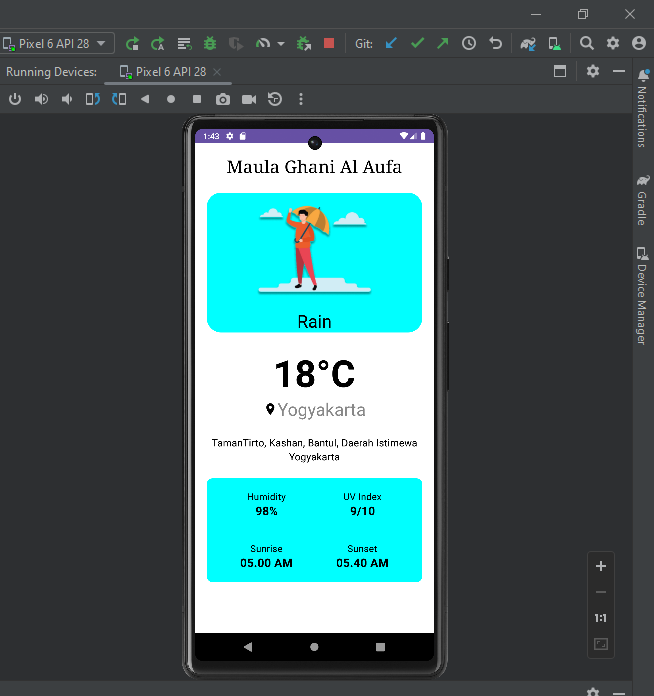 Pixel 6 API 28
Git:
Running Devices:
Pixel 6 API 28
Notifications
Gradle
Device Manager
1:43
Maula Ghani Al Aufa
Rain
18°C
Yogyakarta
TamanTirto, Kashan, Bantul, Daerah Istimewa
Yogyakarta
Humidity
UV Index
98%
9/10
Sunrise
Sunset
05.00 AM
05.40 AM
1:1